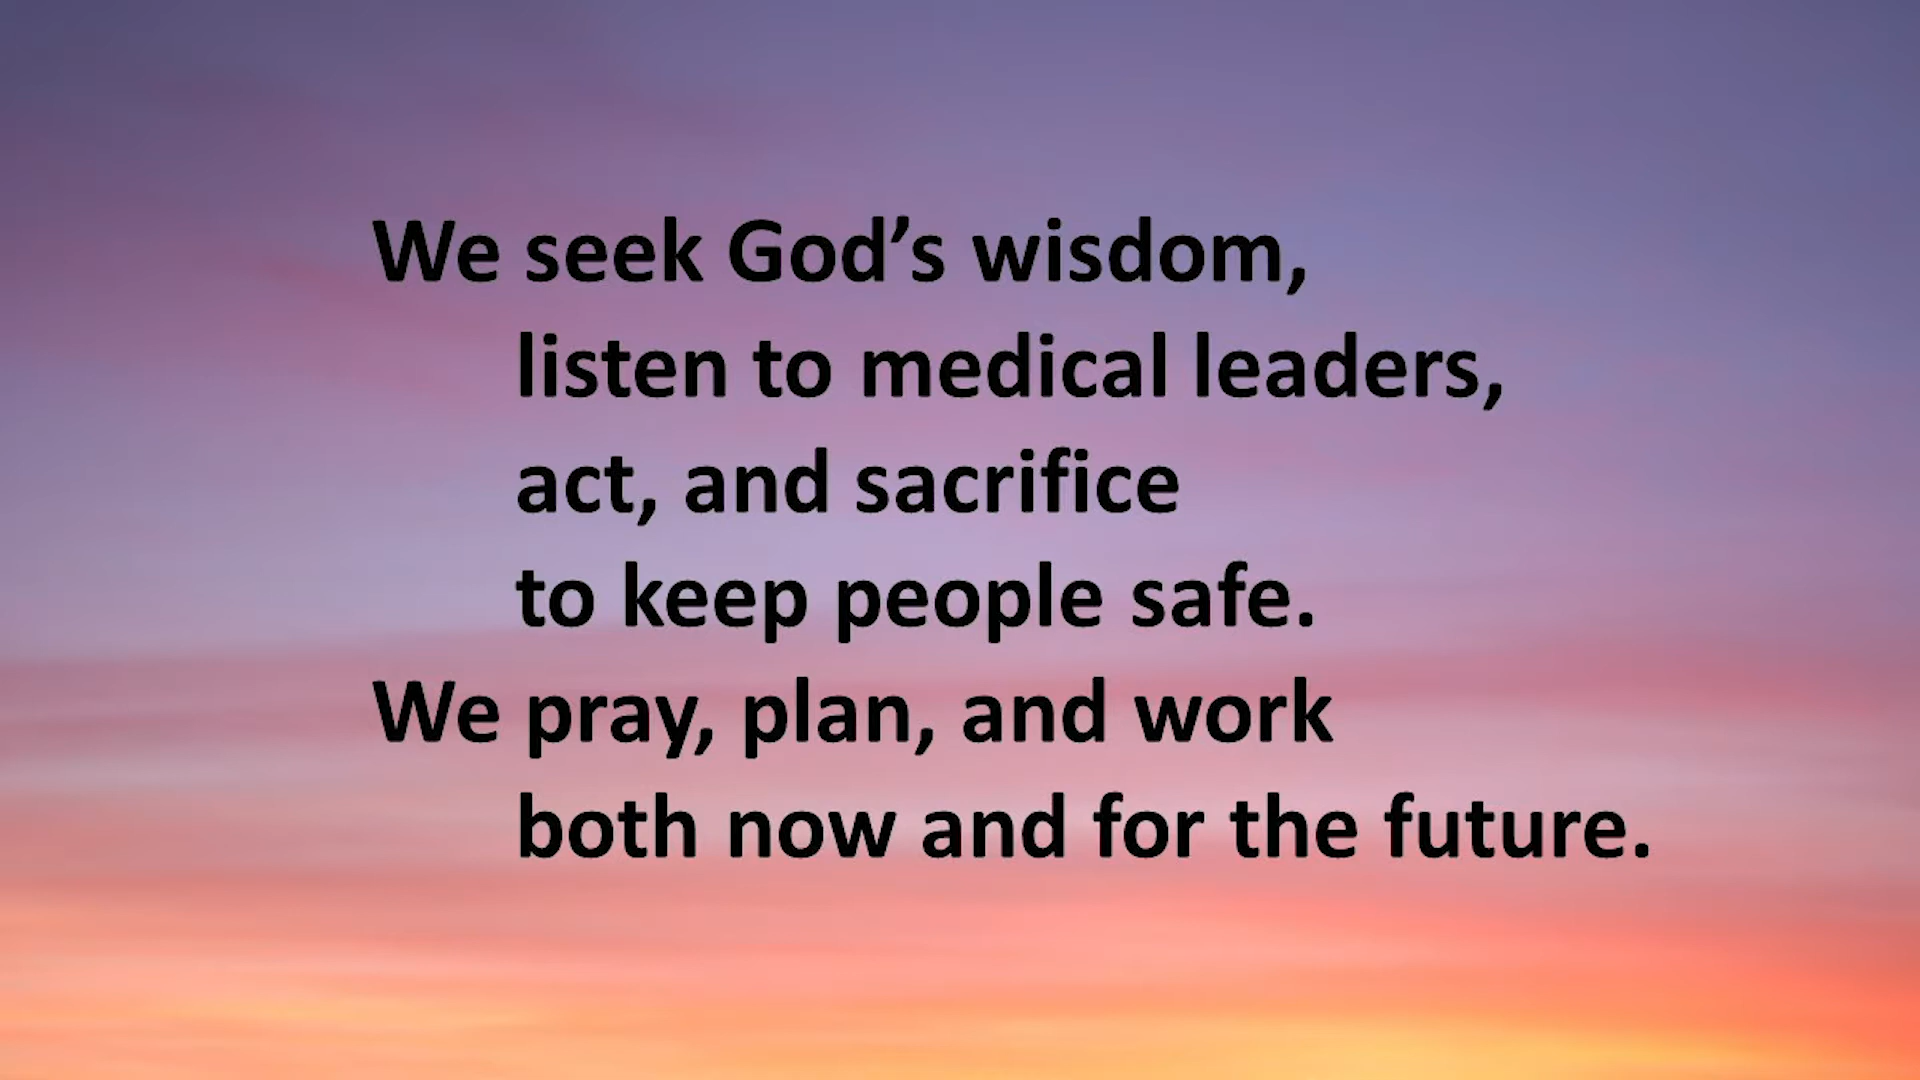 We seek God’s wisdom,
listen to medical leaders,
act, and sacrifice
to keep people safe.
We pray, plan, and work
both now and for the future.